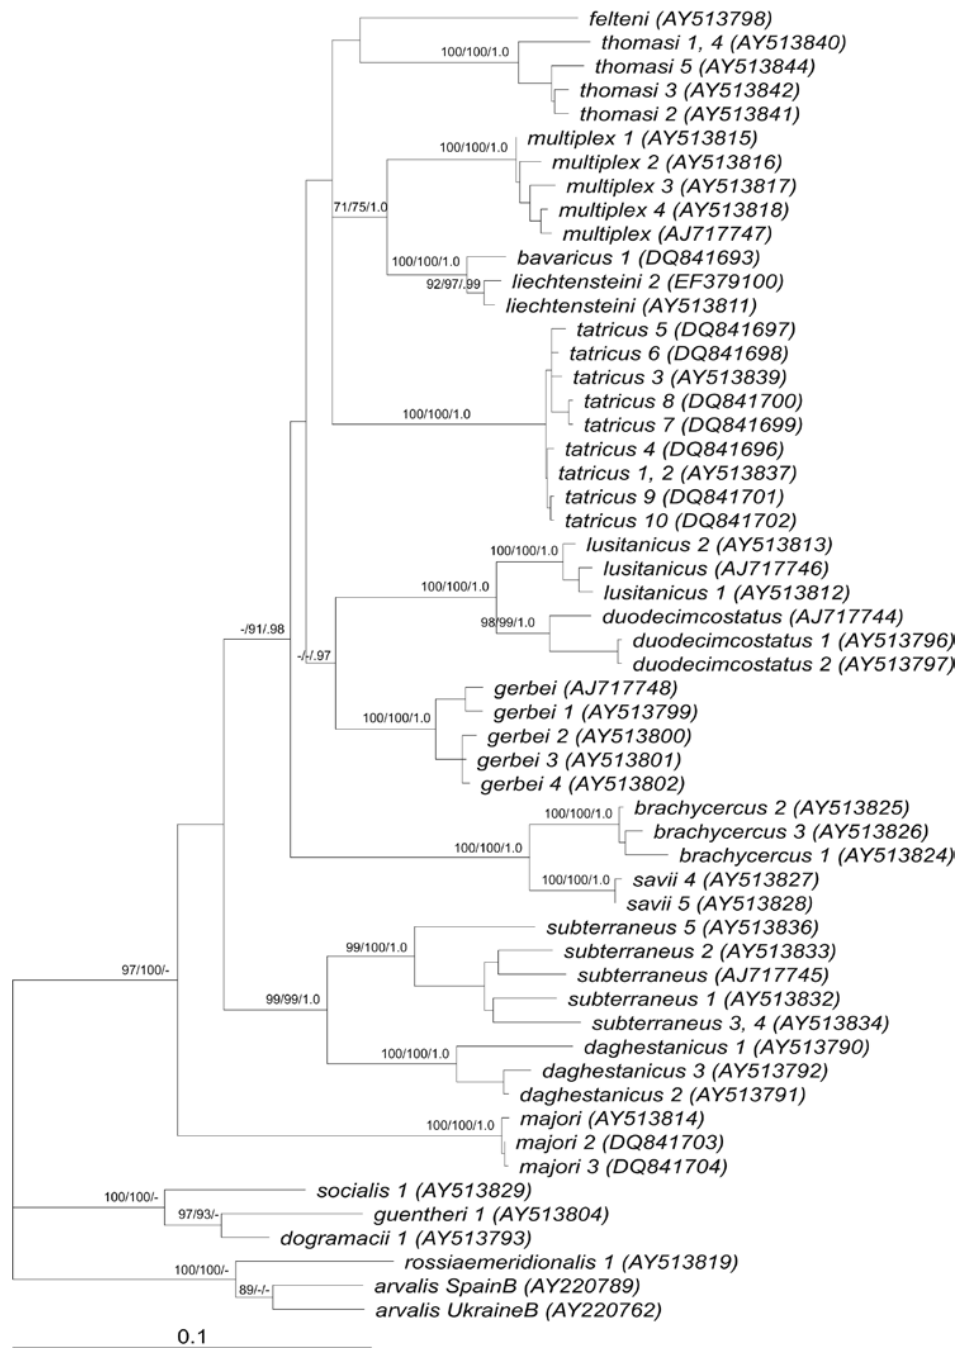 felteni (AY513798)
100/100/1.0 thomasi 1, 4 (AY513840)
thomasi 5 (AY513844)
thomasi 3 (AY513842)
thomasi 2 (AY513841)
multiplex 1 (AY513815)
100/100/1.0 multiplex 2 (AY513816)
multiplex 3 (AY513817)
71/75/1.0 multiplex 4 (AY513818)
multiplex (AJ717747)
100/100/1.0 bavaricus 1 (DQ841693)
92/97/.99 liechtensteini 2 (EF379100)
liechtensteini (AY513811)
tatricus 5 (DQ841697)
tatricus 6 (DQ841698)
tatricus 3 (AY513839)
tatricus 8 (DQ841700)
100/100/1.0 tatricus 7 (DQ841699)
tatricus 4 (DQ841696)
tatricus 1, 2 (AY513837)
tatricus 9 (DQ841701)
tatricus 10 (DQ841702)
100/100/1.0 lusitanicus 2 (AY513813)
lusitanicus (AJ717746)
100/100/1.0 lusitanicus 1 (AY513812)
98/99/1.0 duodecimcostatus (AJ717744)
-/91/.98 duodecimcostatus 1 (AY513796)
-/-/.97 duodecimcostatus 2 (AY513797)
gerbei (AJ717748)
100/100/1.0 gerbei 1 (AY513799)
gerbei 2 (AY513800)
gerbei 3 (AY513801)
gerbei 4 (AY513802)
100/100/1.0 brachycercus 2 (AY513825)
brachycercus 3 (AY513826)
100/100/1.0 brachycercus 1 (AY513824)
100/100/1.0 savii 4 (AY513827)
savii 5 (AY513828)
subterraneus 5 (AY513836)
99/100/1.0 subterraneus 2 (AY513833)
97/100/- subterraneus (AJ717745)
99/99/1.0 subterraneus 1 (AY513832)
subterraneus 3, 4 (AY513834)
100/100/1.0 daghestanicus 1 (AY513790)
daghestanicus 3 (AY513792)
daghestanicus 2 (AY513791)
100/100/1.0 majori (AY513814)
majori 2 (DQ841703)
majori 3 (DQ841704)
100/100/- socialis 1 (AY513829)
97/93/- guentheri 1 (AY513804)
dogramacii 1 (AY513793)
100/100/- rossiaemeridionalis 1 (AY513819)
89/-/- arvalis SpainB (AY220789)
arvalis UkraineB (AY220762)
0.1